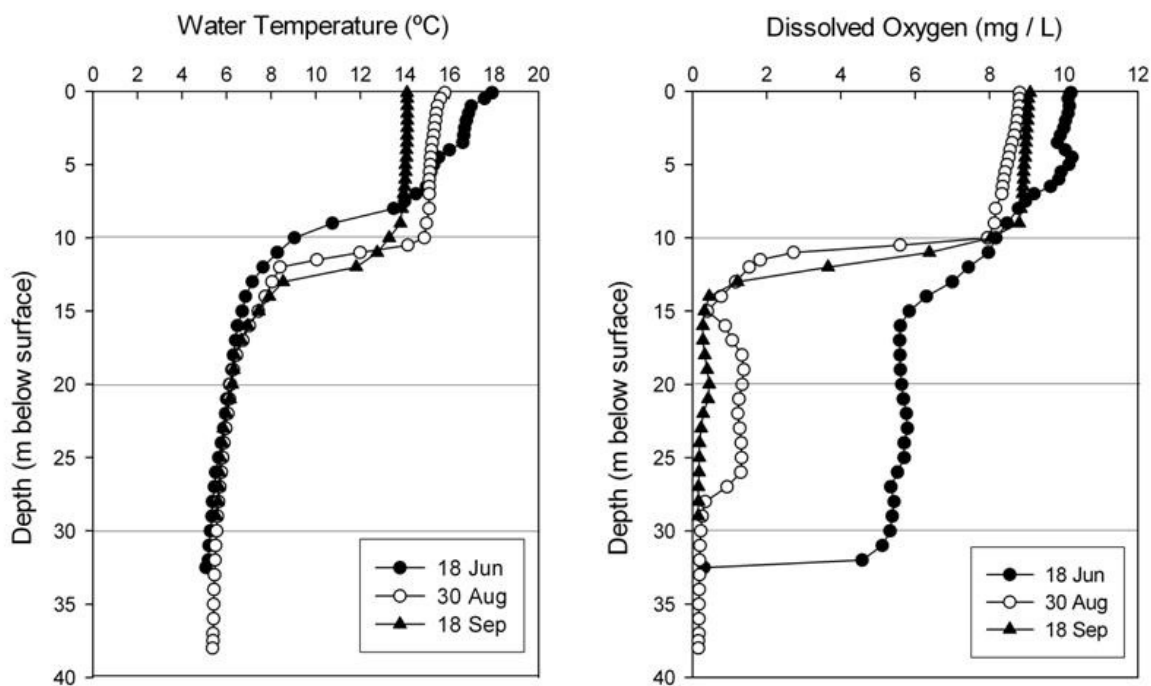 Water Temperature (ºC)
0 2 4 6 8 10 12 14 16 18 20
0
5
10
15
20
25
30
35
40
Depth (m below surface)
18 Jun
30 Aug
18 Sep
Dissolved Oxygen (mg / L)
0 2 4 6 8 10 12
0
5
10
15
20
25
30
35
40
Depth (m below surface)
18 Jun
30 Aug
18 Sep